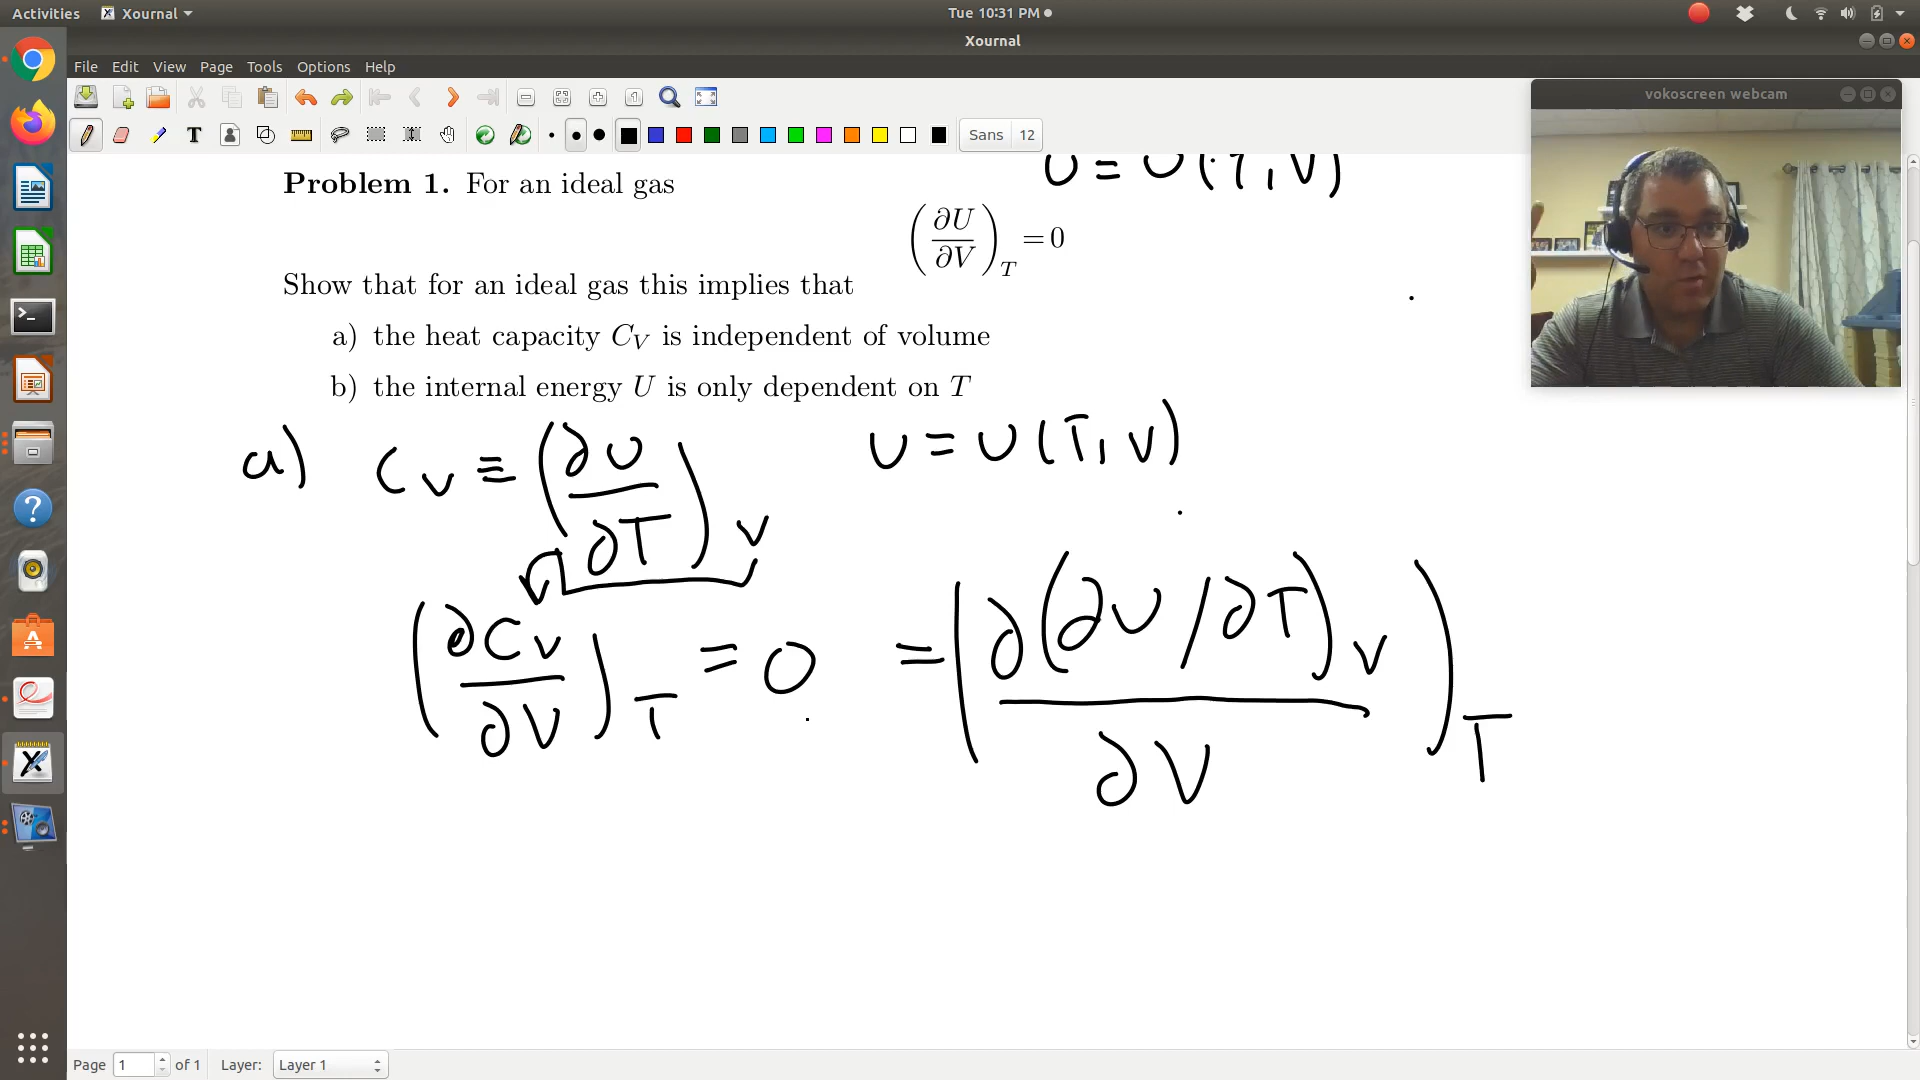 Activities Xournal Tue 10:31 PM
Xournal
File Edit View Page Tools Options Help
Sans 12
vokoscreen webcam
U = U(T, V)
Problem 1. For an ideal gas
(∂U/∂V)_T = 0
Show that for an ideal gas this implies that
a) the heat capacity C_V is independent of volume
b) the internal energy U is only dependent on T
a) C_V ≡ (∂U/∂T)_V U = U(T, V)
(∂C_V/∂V)_T = 0 = (∂(∂U/∂T)_V/∂V)_T
Page 1 of 1 Layer: Layer 1